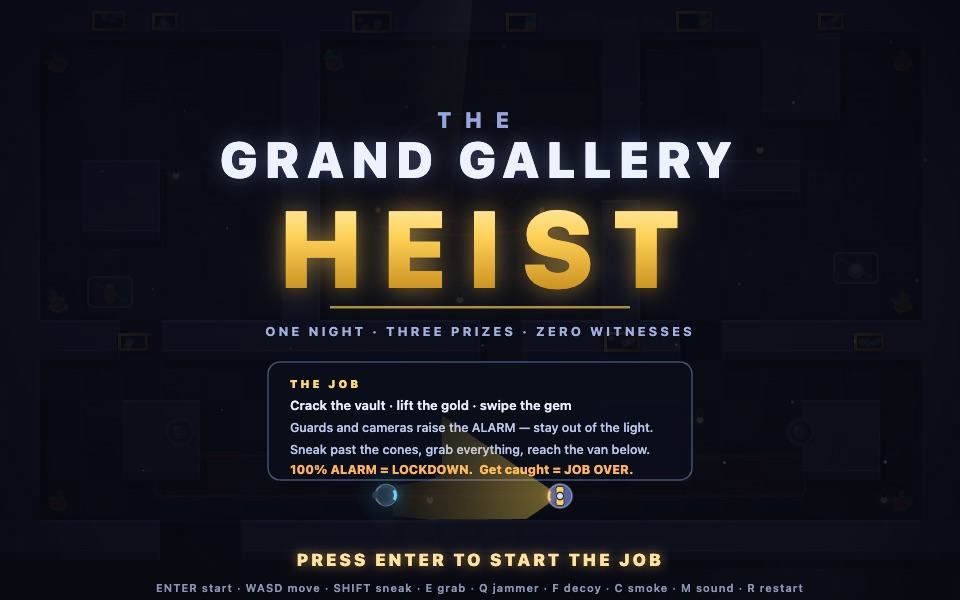 THE
GRAND GALLERY
HEIST
ONE NIGHT · THREE PRIZES · ZERO WITNESSES
THE JOB
Crack the vault · lift the gold · swipe the gem
Guards and cameras raise the ALARM — stay out of the light.
Sneak past the cones, grab everything, reach the van below.
100% ALARM = LOCKDOWN. Get caught = JOB OVER.
PRESS ENTER TO START THE JOB
ENTER start · WASD move · SHIFT sneak · E grab · Q jammer · F decoy · C smoke · M sound · R restart